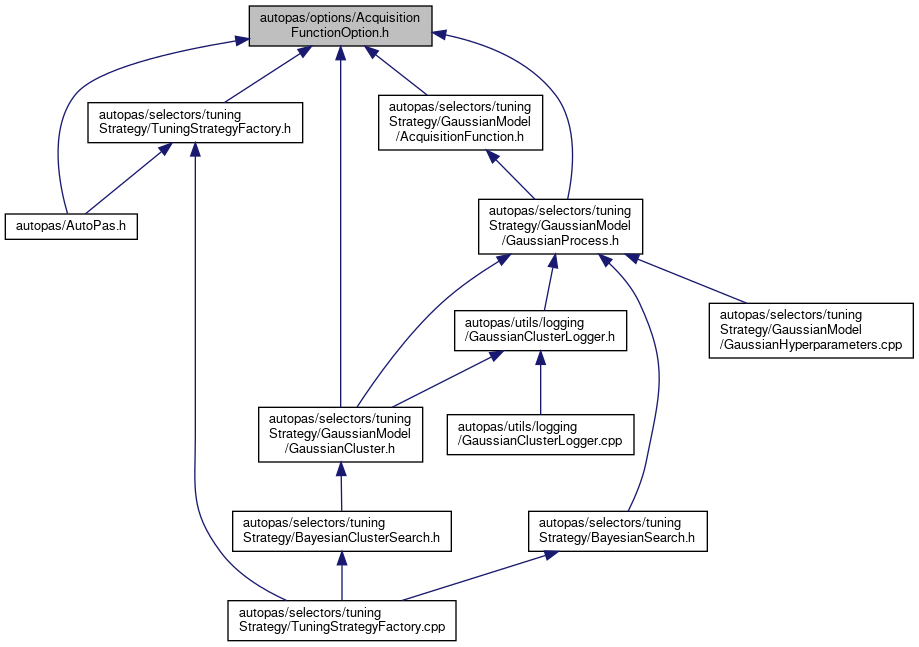 autopas/options/Acquisition
FunctionOption.h
autopas/selectors/tuning
Strategy/TuningStrategyFactory.h
autopas/selectors/tuning
Strategy/GaussianModel
/AcquisitionFunction.h
autopas/AutoPas.h
autopas/selectors/tuning
Strategy/GaussianModel
/GaussianProcess.h
autopas/utils/logging
/GaussianClusterLogger.h
autopas/selectors/tuning
Strategy/GaussianModel
/GaussianHyperparameters.cpp
autopas/selectors/tuning
Strategy/GaussianModel
/GaussianCluster.h
autopas/utils/logging
/GaussianClusterLogger.cpp
autopas/selectors/tuning
Strategy/BayesianClusterSearch.h
autopas/selectors/tuning
Strategy/BayesianSearch.h
autopas/selectors/tuning
Strategy/TuningStrategyFactory.cpp